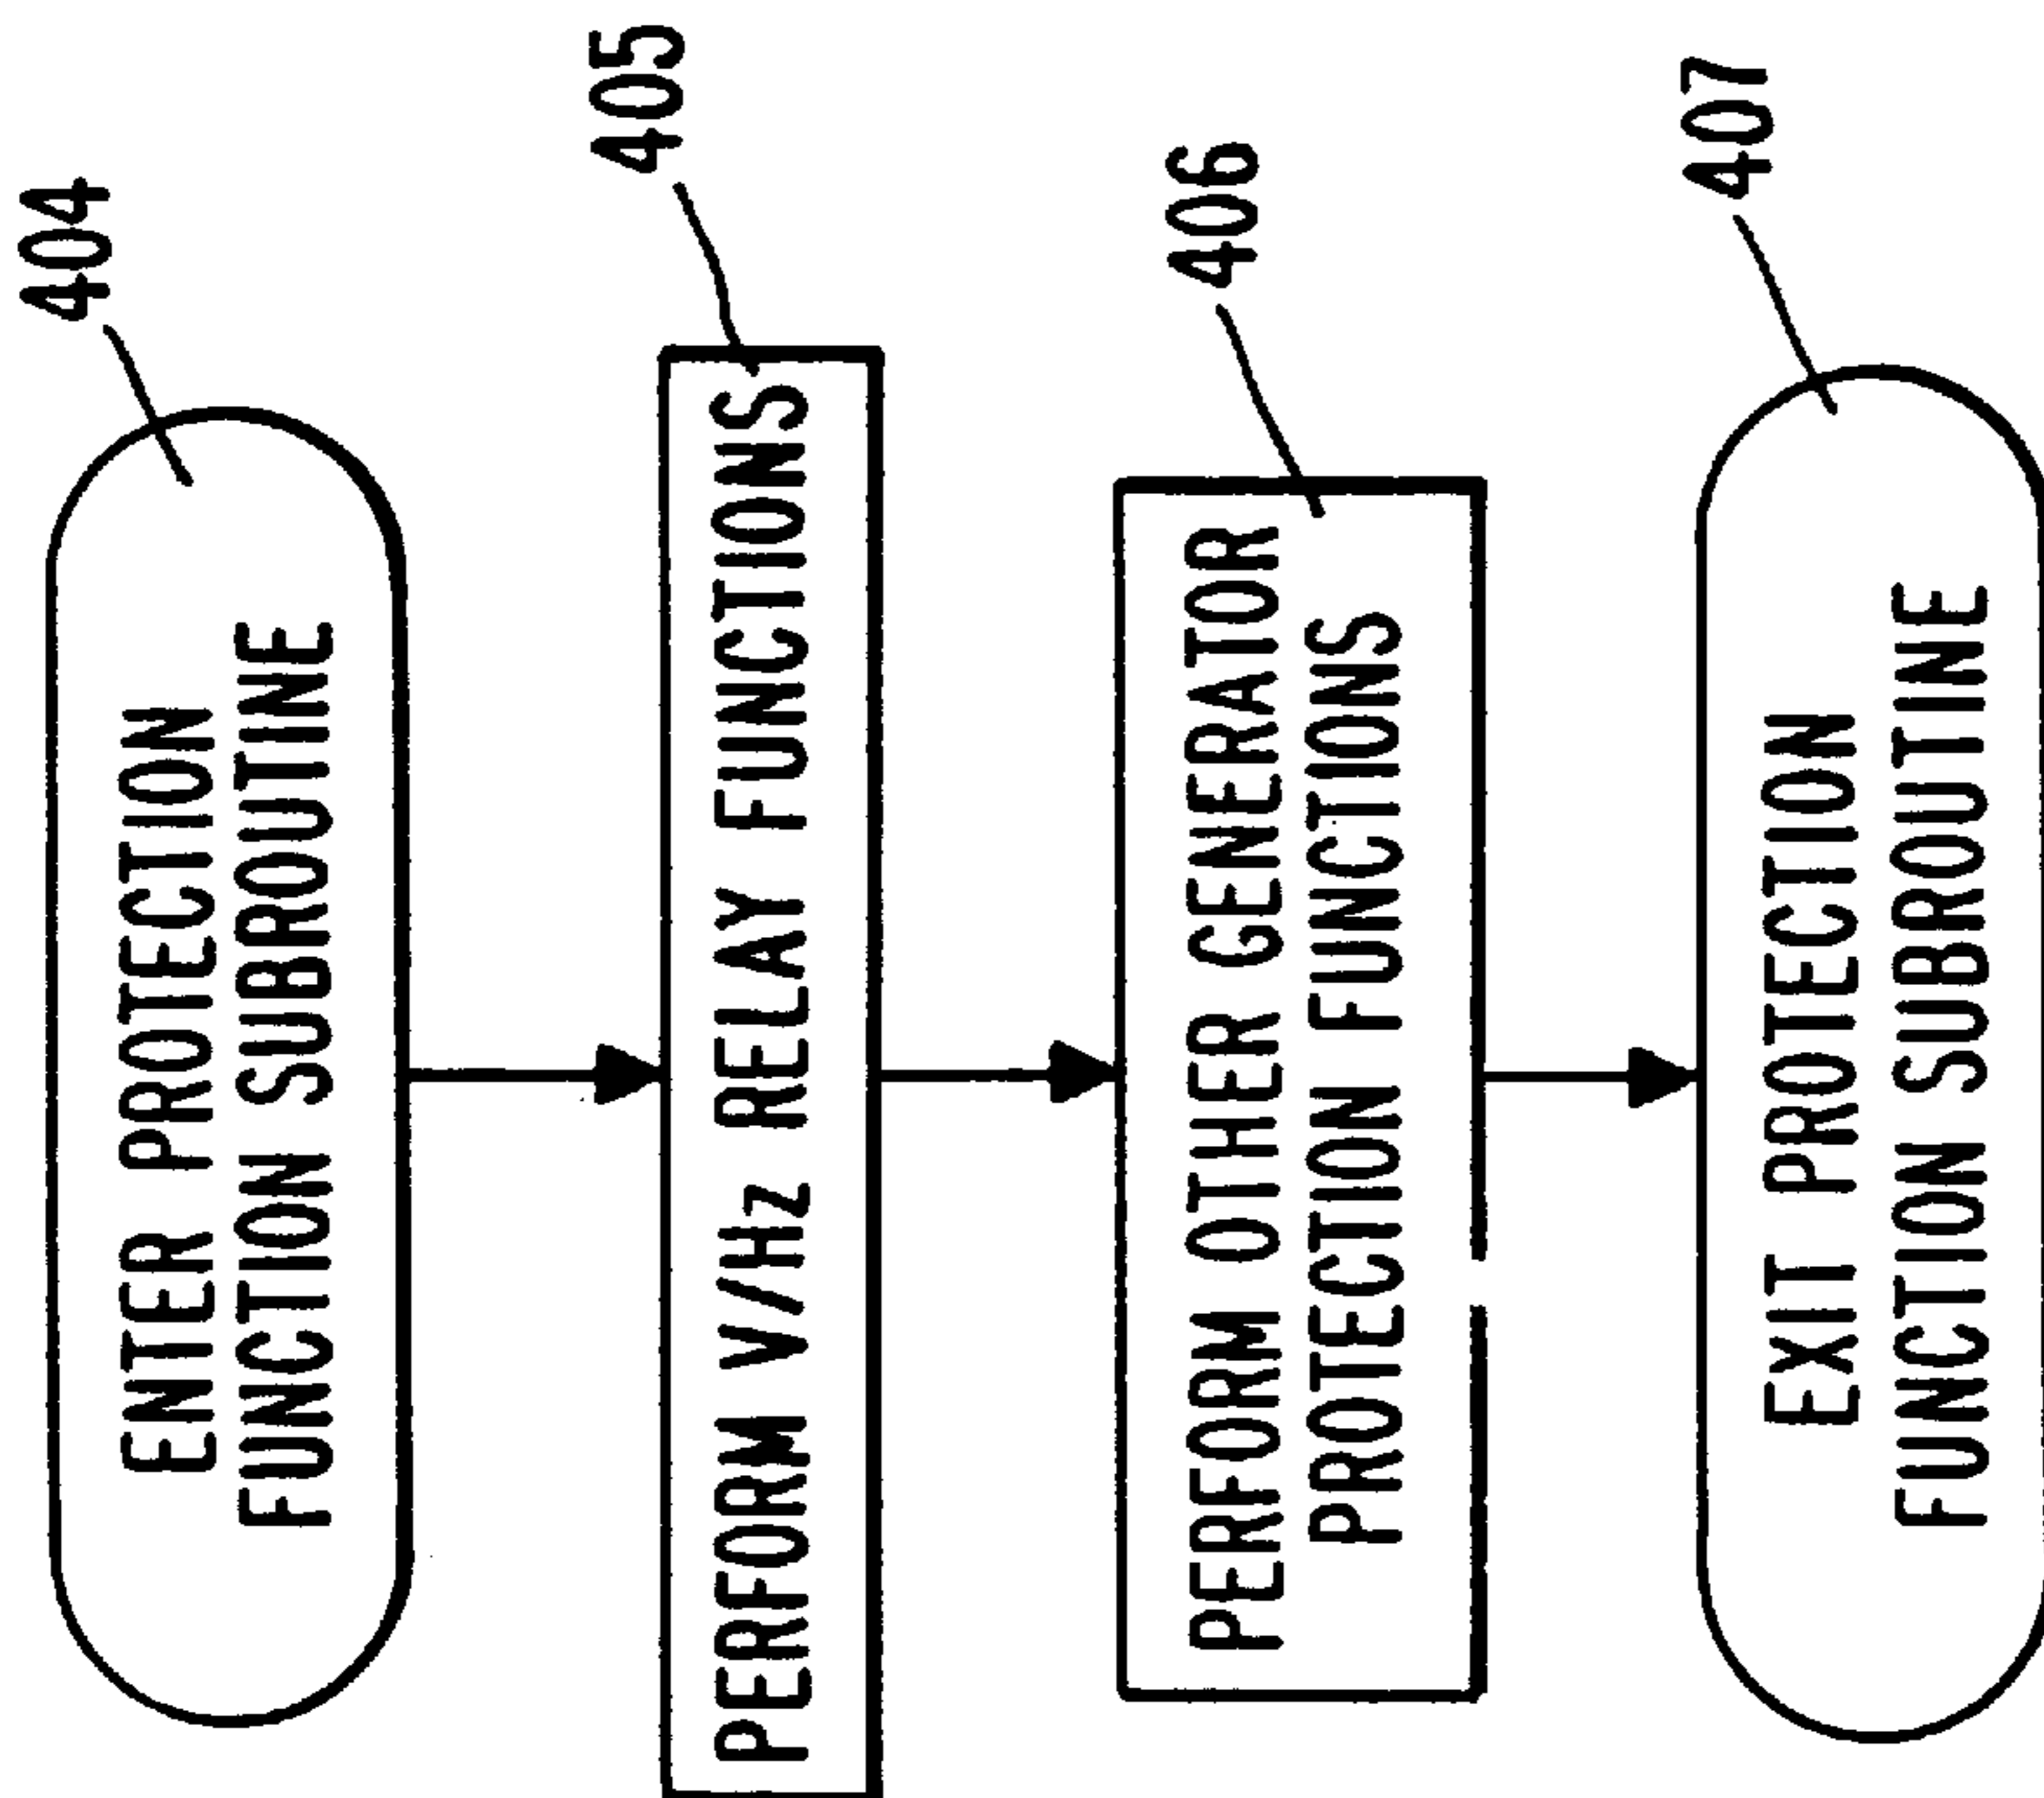 404
ENTER PROTECTION
FUNCTION SUBROUTINE
405
PERFORM V/Hz RELAY FUNCTIONS
406
PERFORM OTHER GENERATOR
PROTECTION FUNCTIONS
407
EXIT PROTECTION
FUNCTION SUBROUTINE